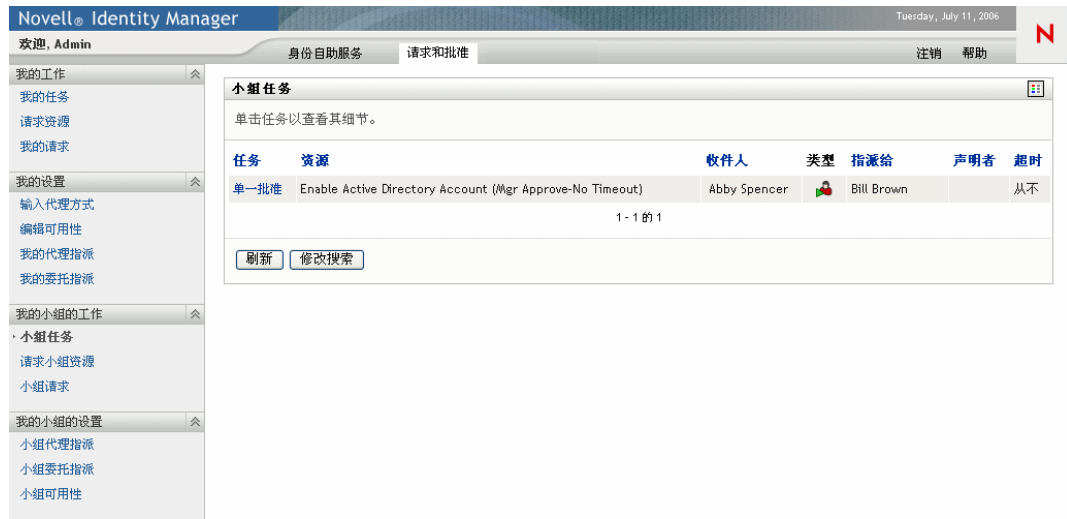 Novell® Identity Manager
Tuesday, July 11, 2006
N
欢迎, Admin
身份自助服务
请求和批准
注销
帮助
我的工作
我的任务
请求资源
我的请求
我的设置
输入代理方式
编辑可用性
我的代理指派
我的委托指派
我的小组的工作
小组任务
请求小组资源
小组请求
我的小组的设置
小组代理指派
小组委托指派
小组可用性
小组任务
单击任务以查看其细节。
任务 资源 收件人 类型 指派给 声明者 超时
单一批准 Enable Active Directory Account (Mgr Approve-No Timeout) Abby Spencer Bill Brown 从不
1 - 1 的 1
刷新 修改搜索